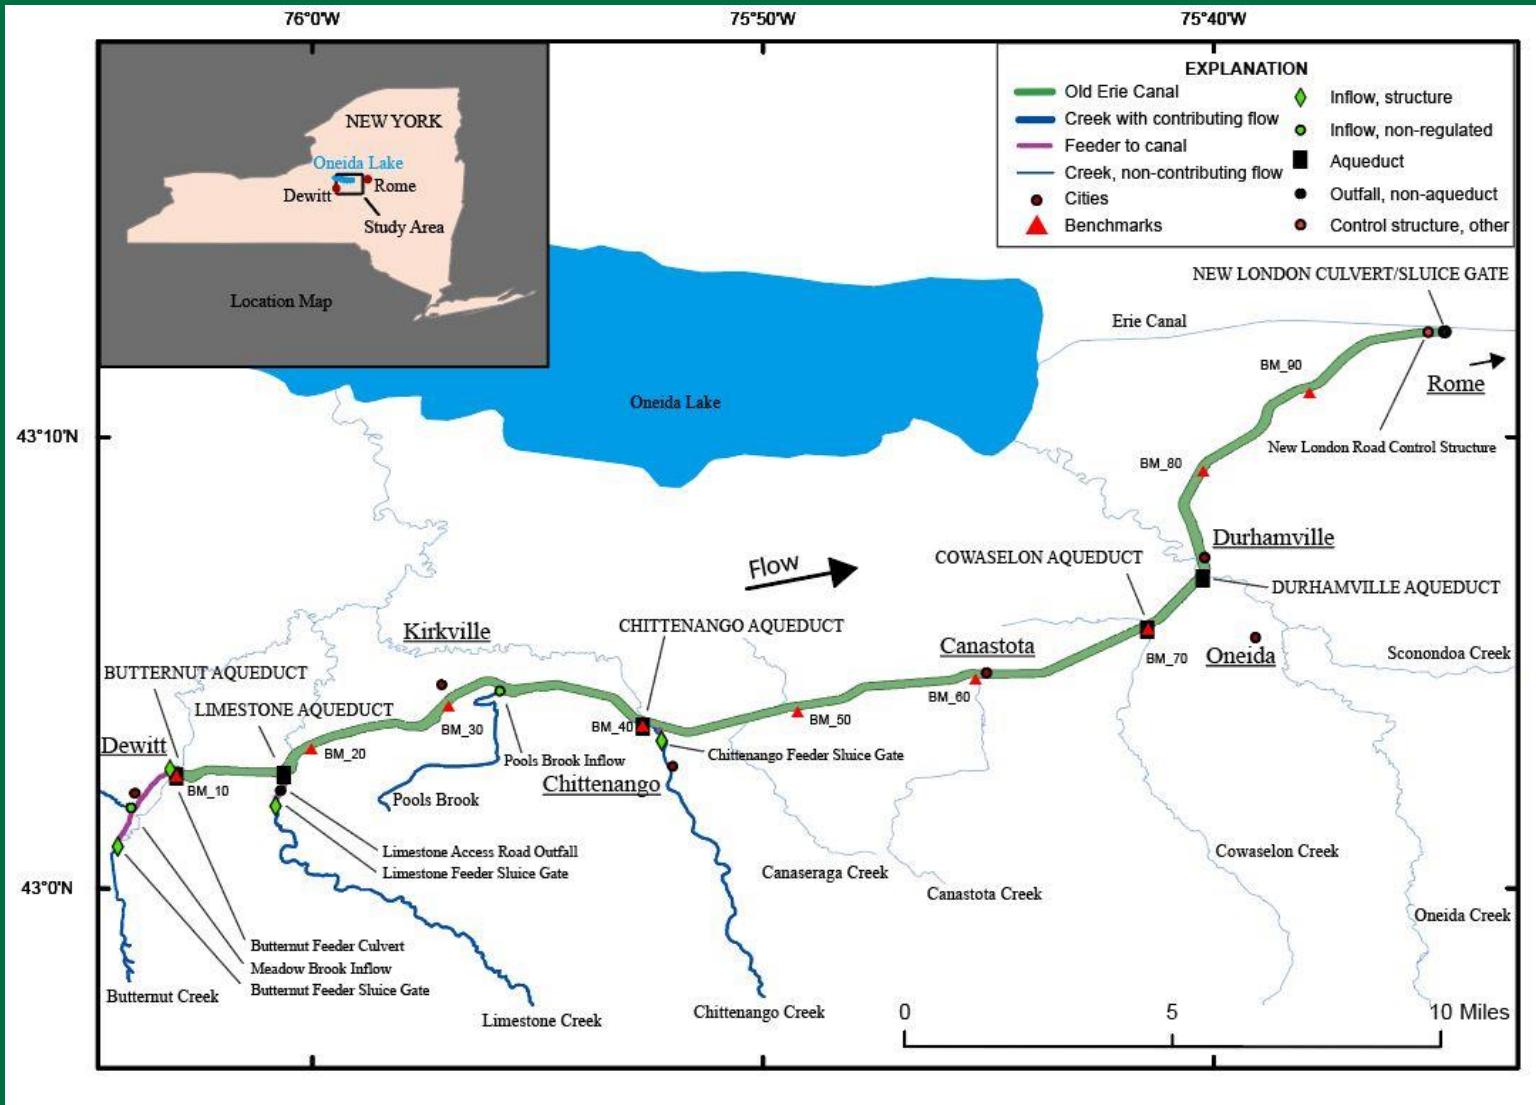 76°0'W
75°50'W
75°40'W
EXPLANATION
Old Erie Canal
Creek with contributing flow
Feeder to canal
Creek, non-contributing flow
Cities
Benchmarks
Inflow, structure
Inflow, non-regulated
Aqueduct
Outfall, non-aqueduct
Control structure, other
NEW YORK
Oneida Lake
Dewitt
Rome
Study Area
Location Map
NEW LONDON CULVERT/SLUICE GATE
Erie Canal
BM_90
Rome
Oneida Lake
43°10'N
New London Road Control Structure
BM_80
Durhamville
COWASELON AQUEDUCT
Flow
DURHAMVILLE AQUEDUCT
Kirkville
CHITTENANGO AQUEDUCT
Canastota
BM_70
Oneida
Sconondoa Creek
BUTTERNUT AQUEDUCT
LIMESTONE AQUEDUCT
BM_60
BM_50
BM_40
BM_30
Dewitt
BM_20
Pools Brook Inflow
Chittenango Feeder Sluice Gate
Chittenango
BM_10
Pools Brook
Limestone Access Road Outfall
Limestone Feeder Sluice Gate
Canaseraga Creek
Cowaselon Creek
Canastota Creek
43°0'N
Oneida Creek
Butternut Feeder Culvert
Meadow Brook Inflow
Butternut Feeder Sluice Gate
Butternut Creek
Limestone Creek
Chittenango Creek
0 5 10 Miles